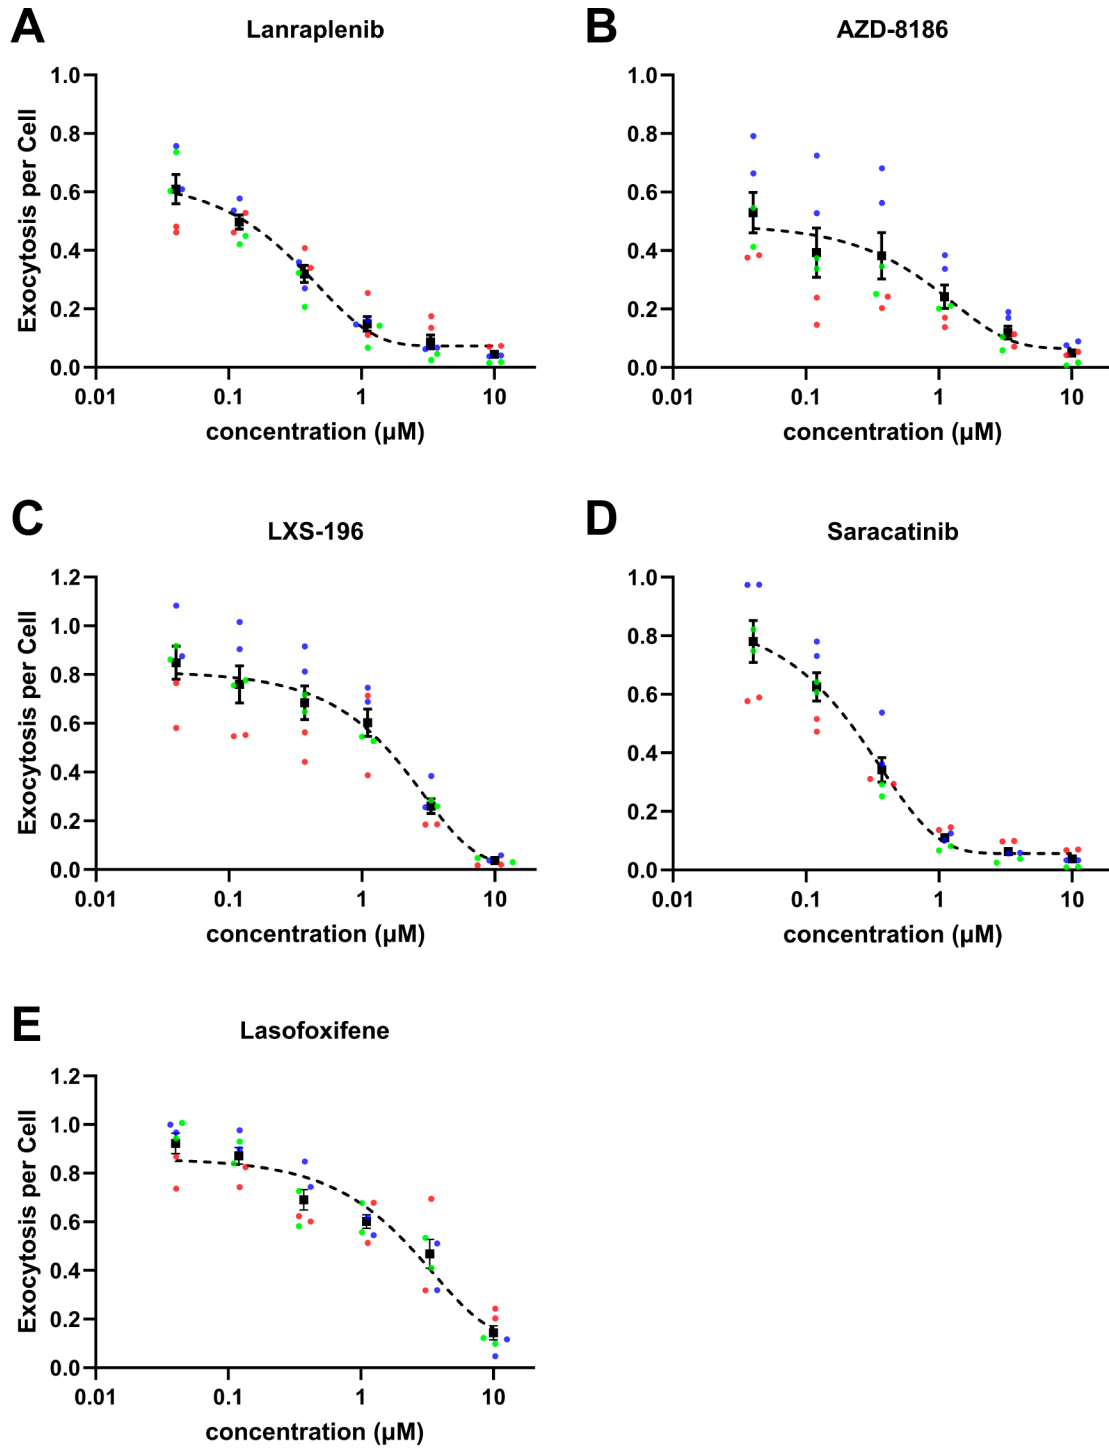 A
Lanraplenib
Exocytosis per Cell
1.0
0.8
0.6
0.4
0.2
0.0
0.01
0.1
1
10
concentration (µM)
B
AZD-8186
1.0
0.8
0.6
0.4
0.2
0.0
0.01
0.1
1
10
concentration (µM)
C
LXS-196
Exocytosis per Cell
1.2
1.0
0.8
0.6
0.4
0.2
0.0
0.01
0.1
1
10
concentration (µM)
D
Saracatinib
1.0
0.8
0.6
0.4
0.2
0.0
0.01
0.1
1
10
concentration (µM)
E
Lasofoxifene
Exocytosis per Cell
1.2
1.0
0.8
0.6
0.4
0.2
0.0
0.01
0.1
1
10
concentration (µM)